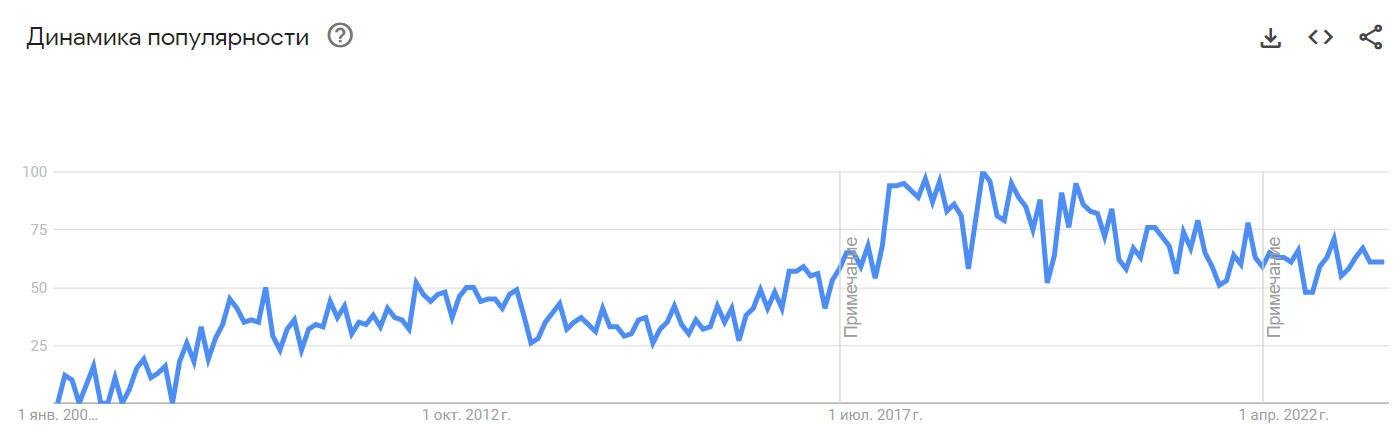 Динамика популярности
100
75
50
25
Примечание
Примечание
1 янв. 200…
1 окт. 2012 г.
1 июл. 2017 г.
1 апр. 2022 г.